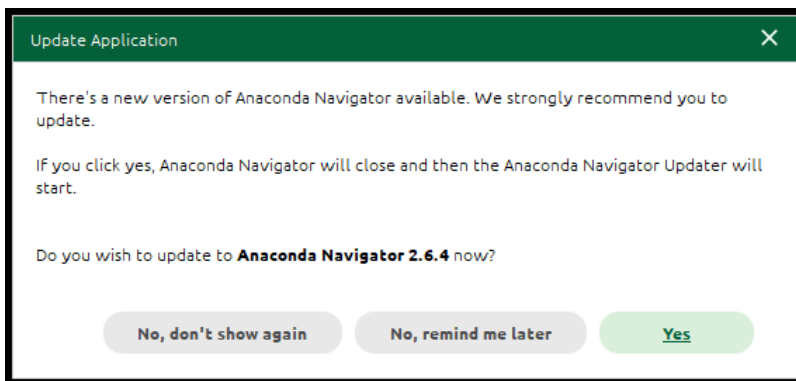 Update Application
There's a new version of Anaconda Navigator available. We strongly recommend you to
update.
If you click yes, Anaconda Navigator will close and then the Anaconda Navigator Updater will
start.
Do you wish to update to Anaconda Navigator 2.6.4 now?
No, don't show again
No, remind me later
Yes